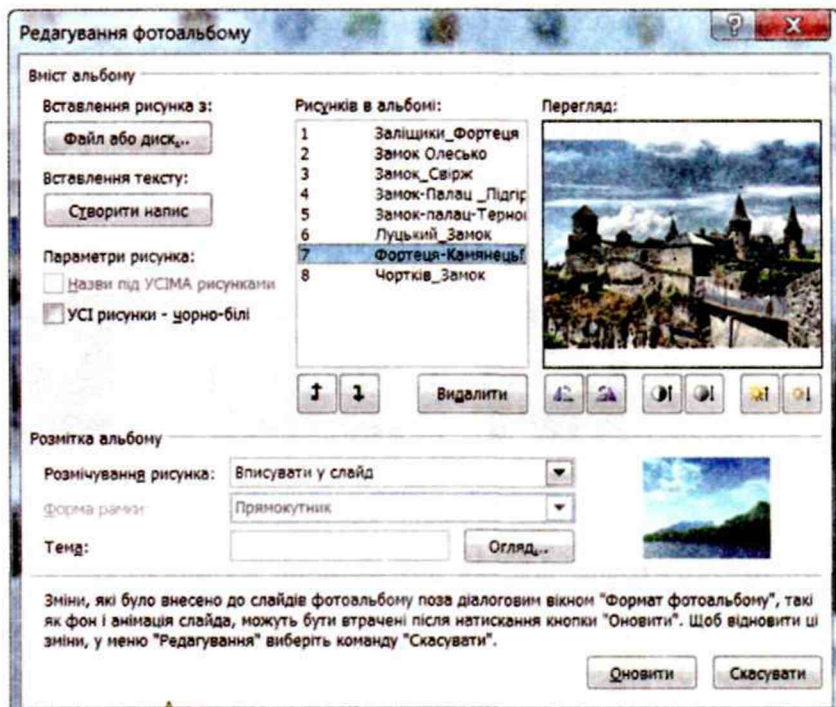 Редагування фотоальбому
Вміст альбому
Вставлення рисунка з:
Файл або диск...
Вставлення тексту:
Створити напис
Параметри рисунка:
Назви під УСІМА рисунками
УСІ рисунки - чорно-білі
Рисунків в альбомі:
1 Заліщики_Фортеця
2 Замок Олесько
3 Замок_Свірж
4 Замок-Палац _Підгір
5 Замок-палац-Терноп
6 Луцький_Замок
7 Фортеця-КамянецьП
8 Чортків_Замок
Видалити
Перегляд:
Розмітка альбому
Розмічування рисунка: Вписувати у слайд
Форма рамки: Прямокутник
Тема: Огляд...
Зміни, які було внесено до слайдів фотоальбому поза діалоговим вікном "Формат фотоальбому", такі
як фон і анімація слайда, можуть бути втрачені після натискання кнопки "Оновити". Щоб відновити ці
зміни, у меню "Редагування" виберіть команду "Скасувати".
Оновити Скасувати